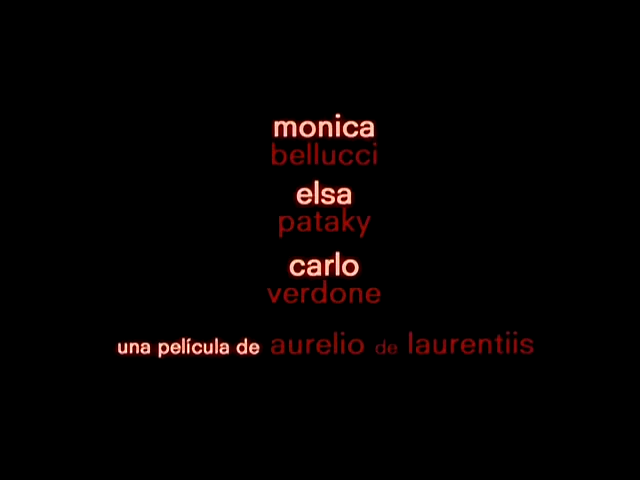 monica
bellucci
elsa
pataky
carlo
verdone
una película de aurelio de laurentiis